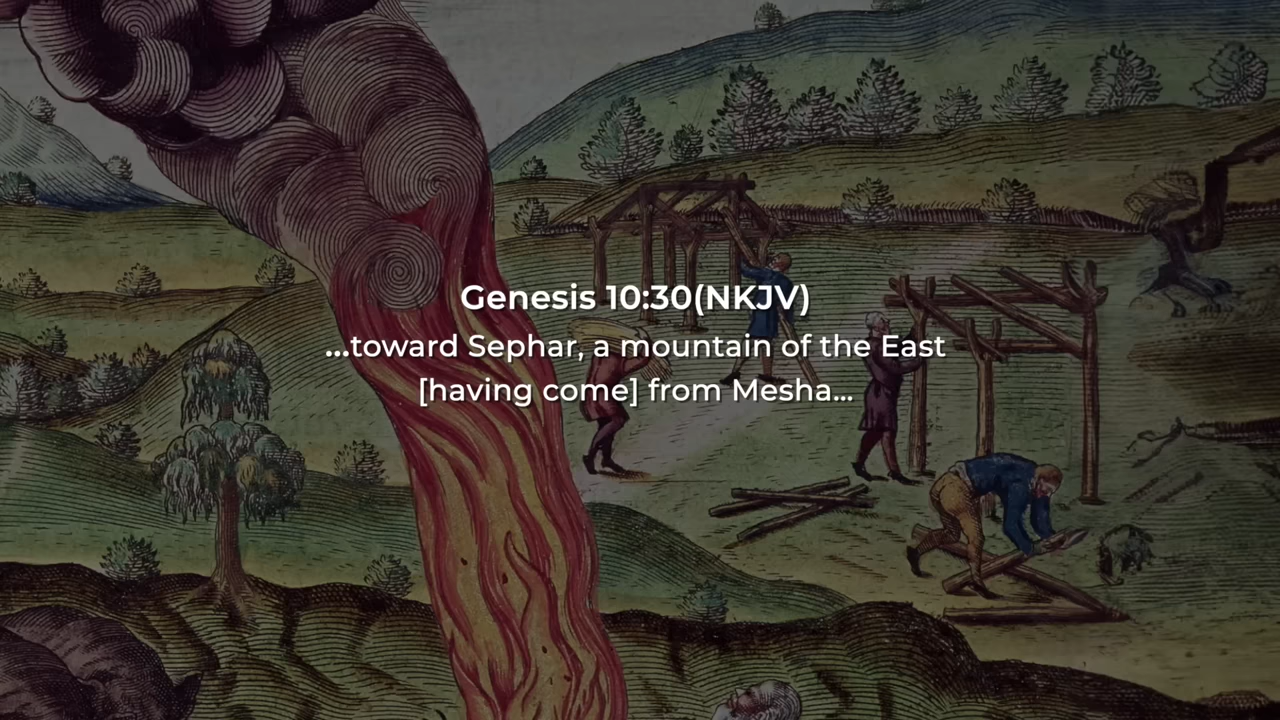 Genesis 10:30(NKJV)
...toward Sephar, a mountain of the East
[having come] from Mesha...